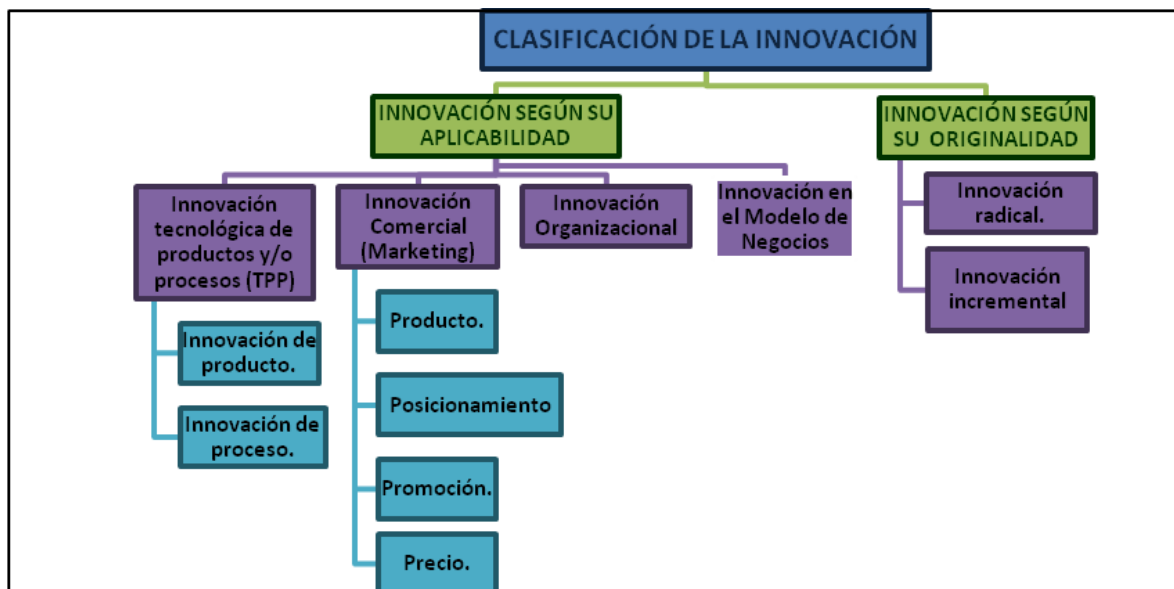 CLASIFICACIÓN DE LA INNOVACIÓN
INNOVACIÓN SEGÚN SU
APLICABILIDAD
INNOVACIÓN SEGÚN
SU ORIGINALIDAD
Innovación
tecnológica de
productos y/o
procesos (TPP)
Innovación
Comercial
(Marketing)
Innovación
Organizacional
Innovación en
el Modelo de
Negocios
Innovación
radical.
Innovación
incremental
Innovación de
producto.
Innovación de
proceso.
Producto.
Posicionamiento
Promoción.
Precio.